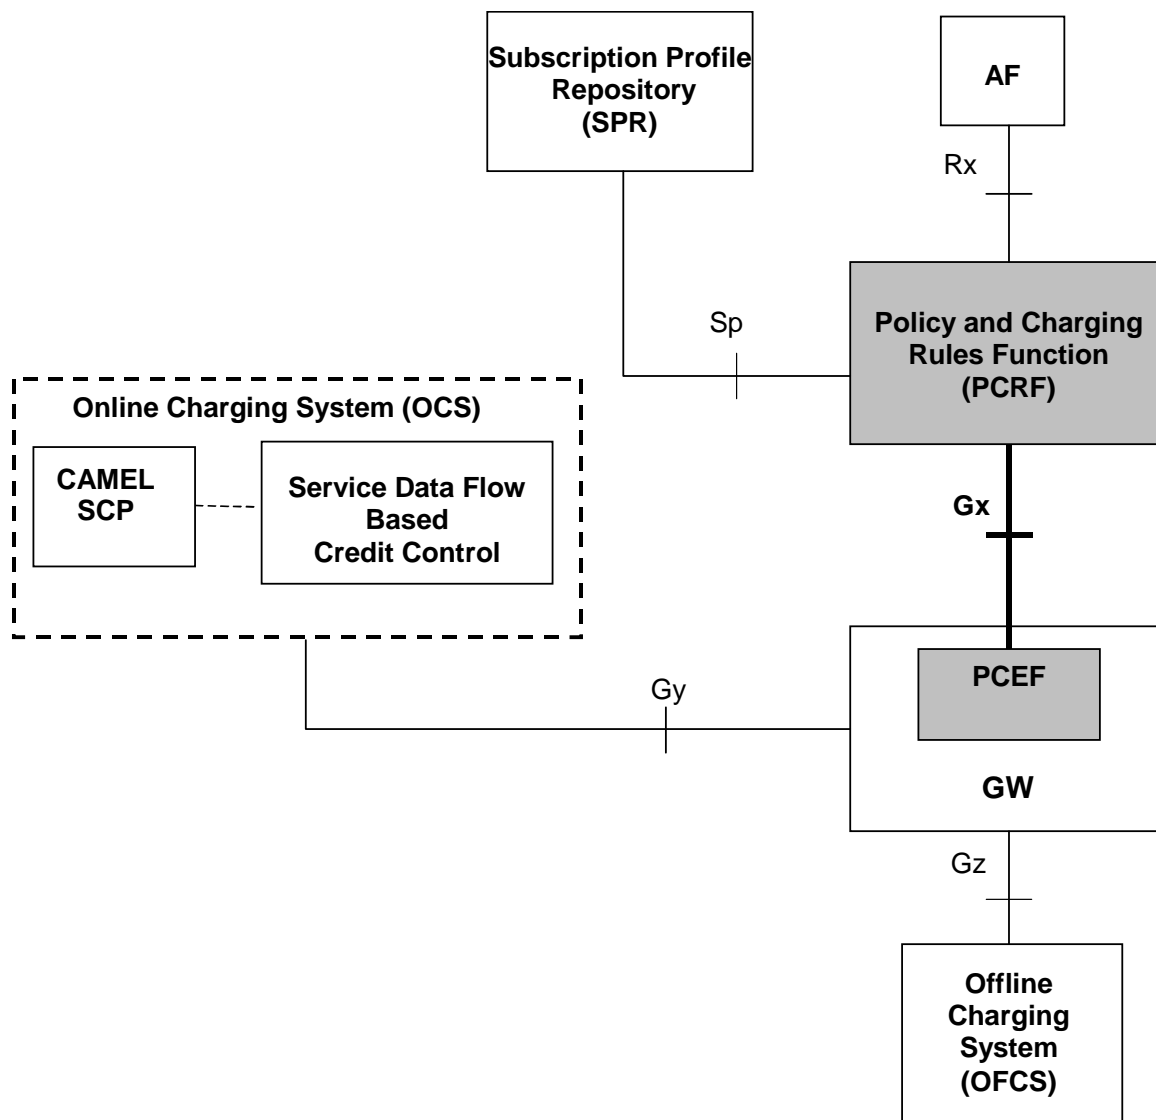 Subscription Profile
Repository
(SPR)
AF
Rx
Policy and Charging
Rules Function
(PCRF)
Sp
Online Charging System (OCS)
CAMEL
SCP
Service Data Flow
Based
Credit Control
Gx
PCEF
Gy
GW
Gz
Offline
Charging
System
(OFCS)